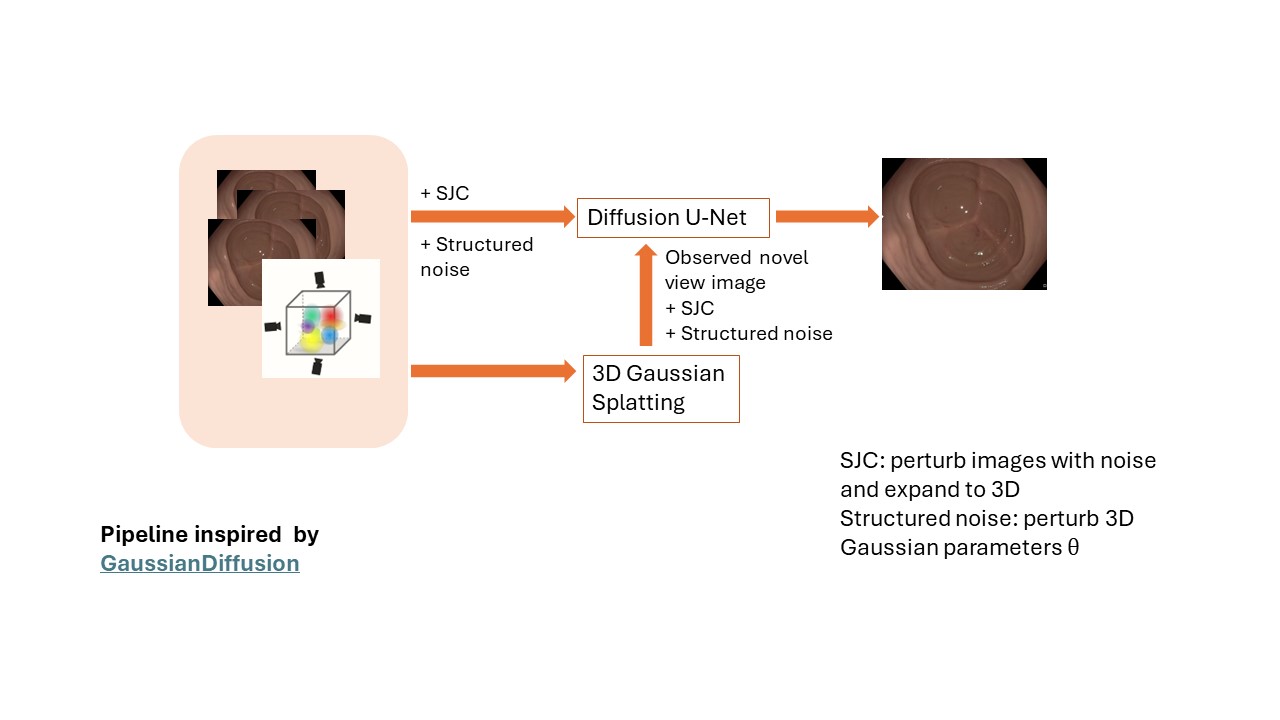 + SJC
+ Structured
noise
Diffusion U-Net
Observed novel
view image
+ SJC
+ Structured noise
3D Gaussian
Splatting
SJC: perturb images with noise
and expand to 3D
Structured noise: perturb 3D
Gaussian parameters θ
Pipeline inspired by
GaussianDiffusion